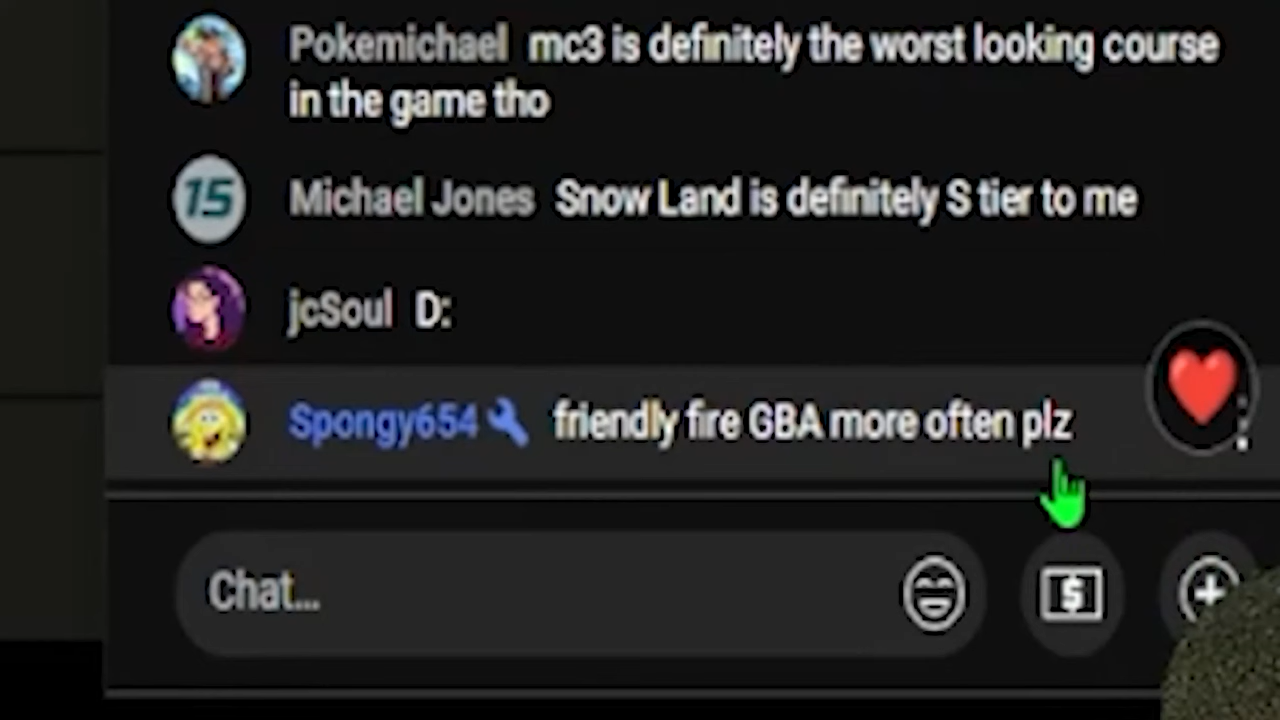 Pokemichael mc3 is definitely the worst looking course
in the game tho
15
Michael Jones Snow Land is definitely S tier to me
jcSoul D:
Spongy654 friendly fire GBA more often plz
Chat...
$